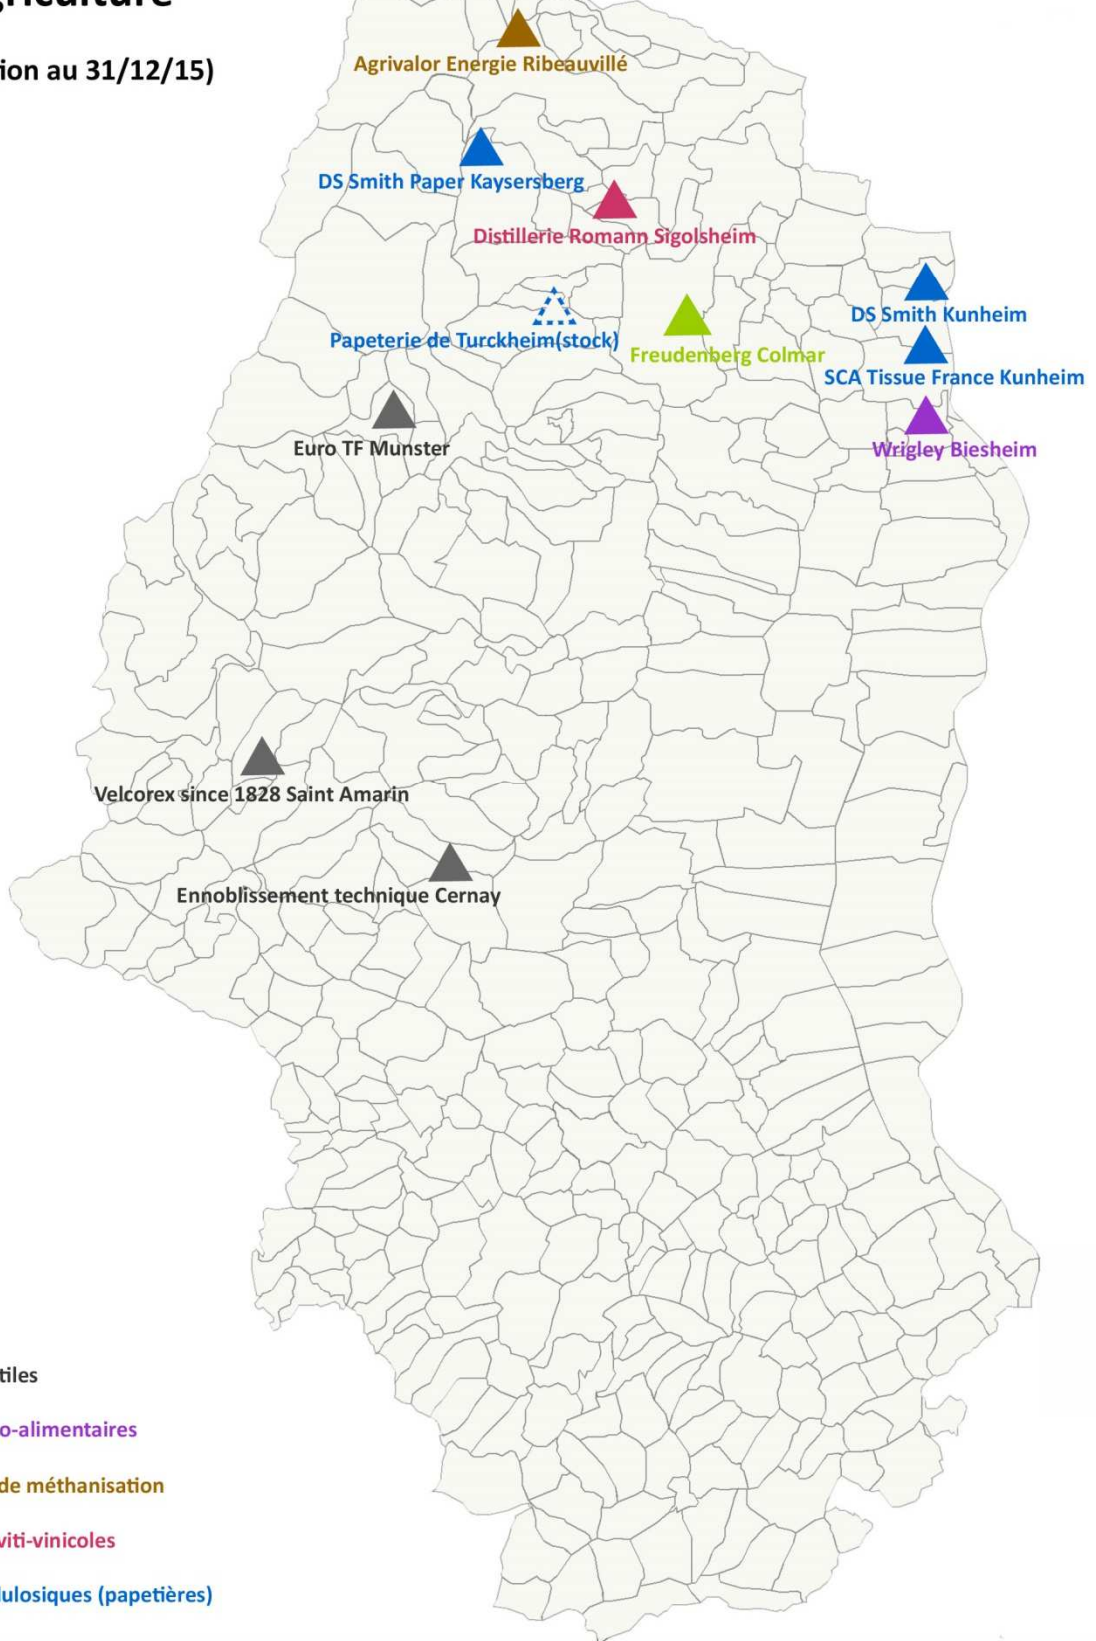 griculture
tion au 31/12/15)
Agrivalor Energie Ribeauvillé
DS Smith Paper Kaysersberg
Distillerie Romann Sigolsheim
DS Smith Kunheim
Papeterie de Turckheim(stock)
Freudenberg Colmar
SCA Tissue France Kunheim
Euro TF Munster
Wrigley Biesheim
Velcorex since 1828 Saint Amarin
Ennoblissement technique Cernay
tiles
o-alimentaires
de méthanisation
viti-vinicoles
lulosiques (papetières)